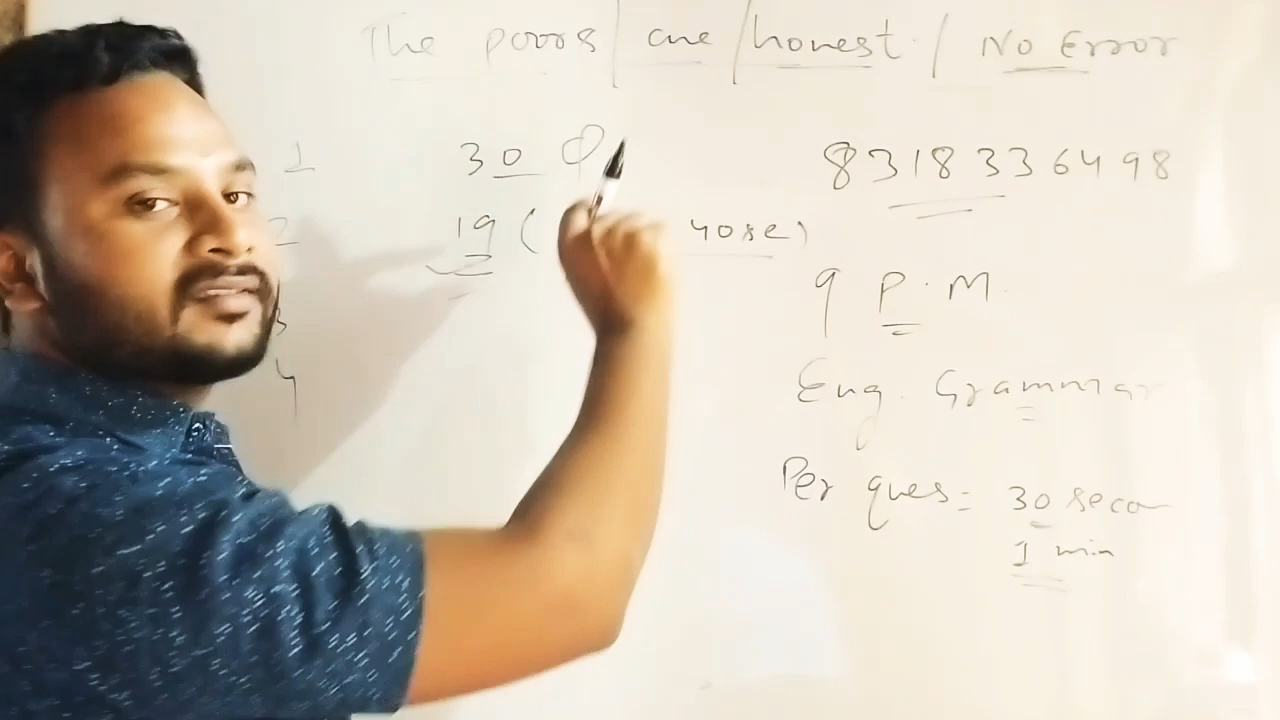 The poors / are / honest. / No Error
1 30 Q 8318336498
2 19 ( 40se)
3 9 P.M.
4 Eng. Grammar
Per ques = 30 secon
1 min